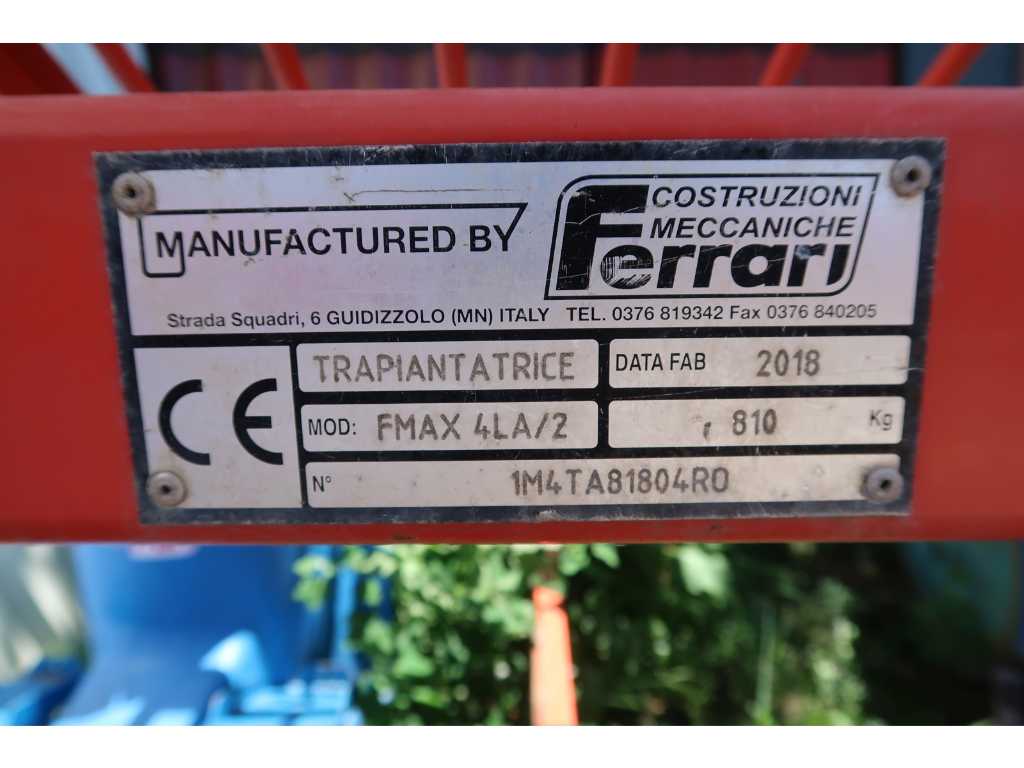 MANUFACTURED BY
COSTRUZIONI
MECCANICHE
Ferrari
Strada Squadri, 6 GUIDIZZOLO (MN) ITALY TEL. 0376 819342 Fax 0376 840205
CE
TRAPIANTATRICE
DATA FAB 2018
MOD: FMAX 4LA/2
810 Kg
N° 1M4TA81804R0